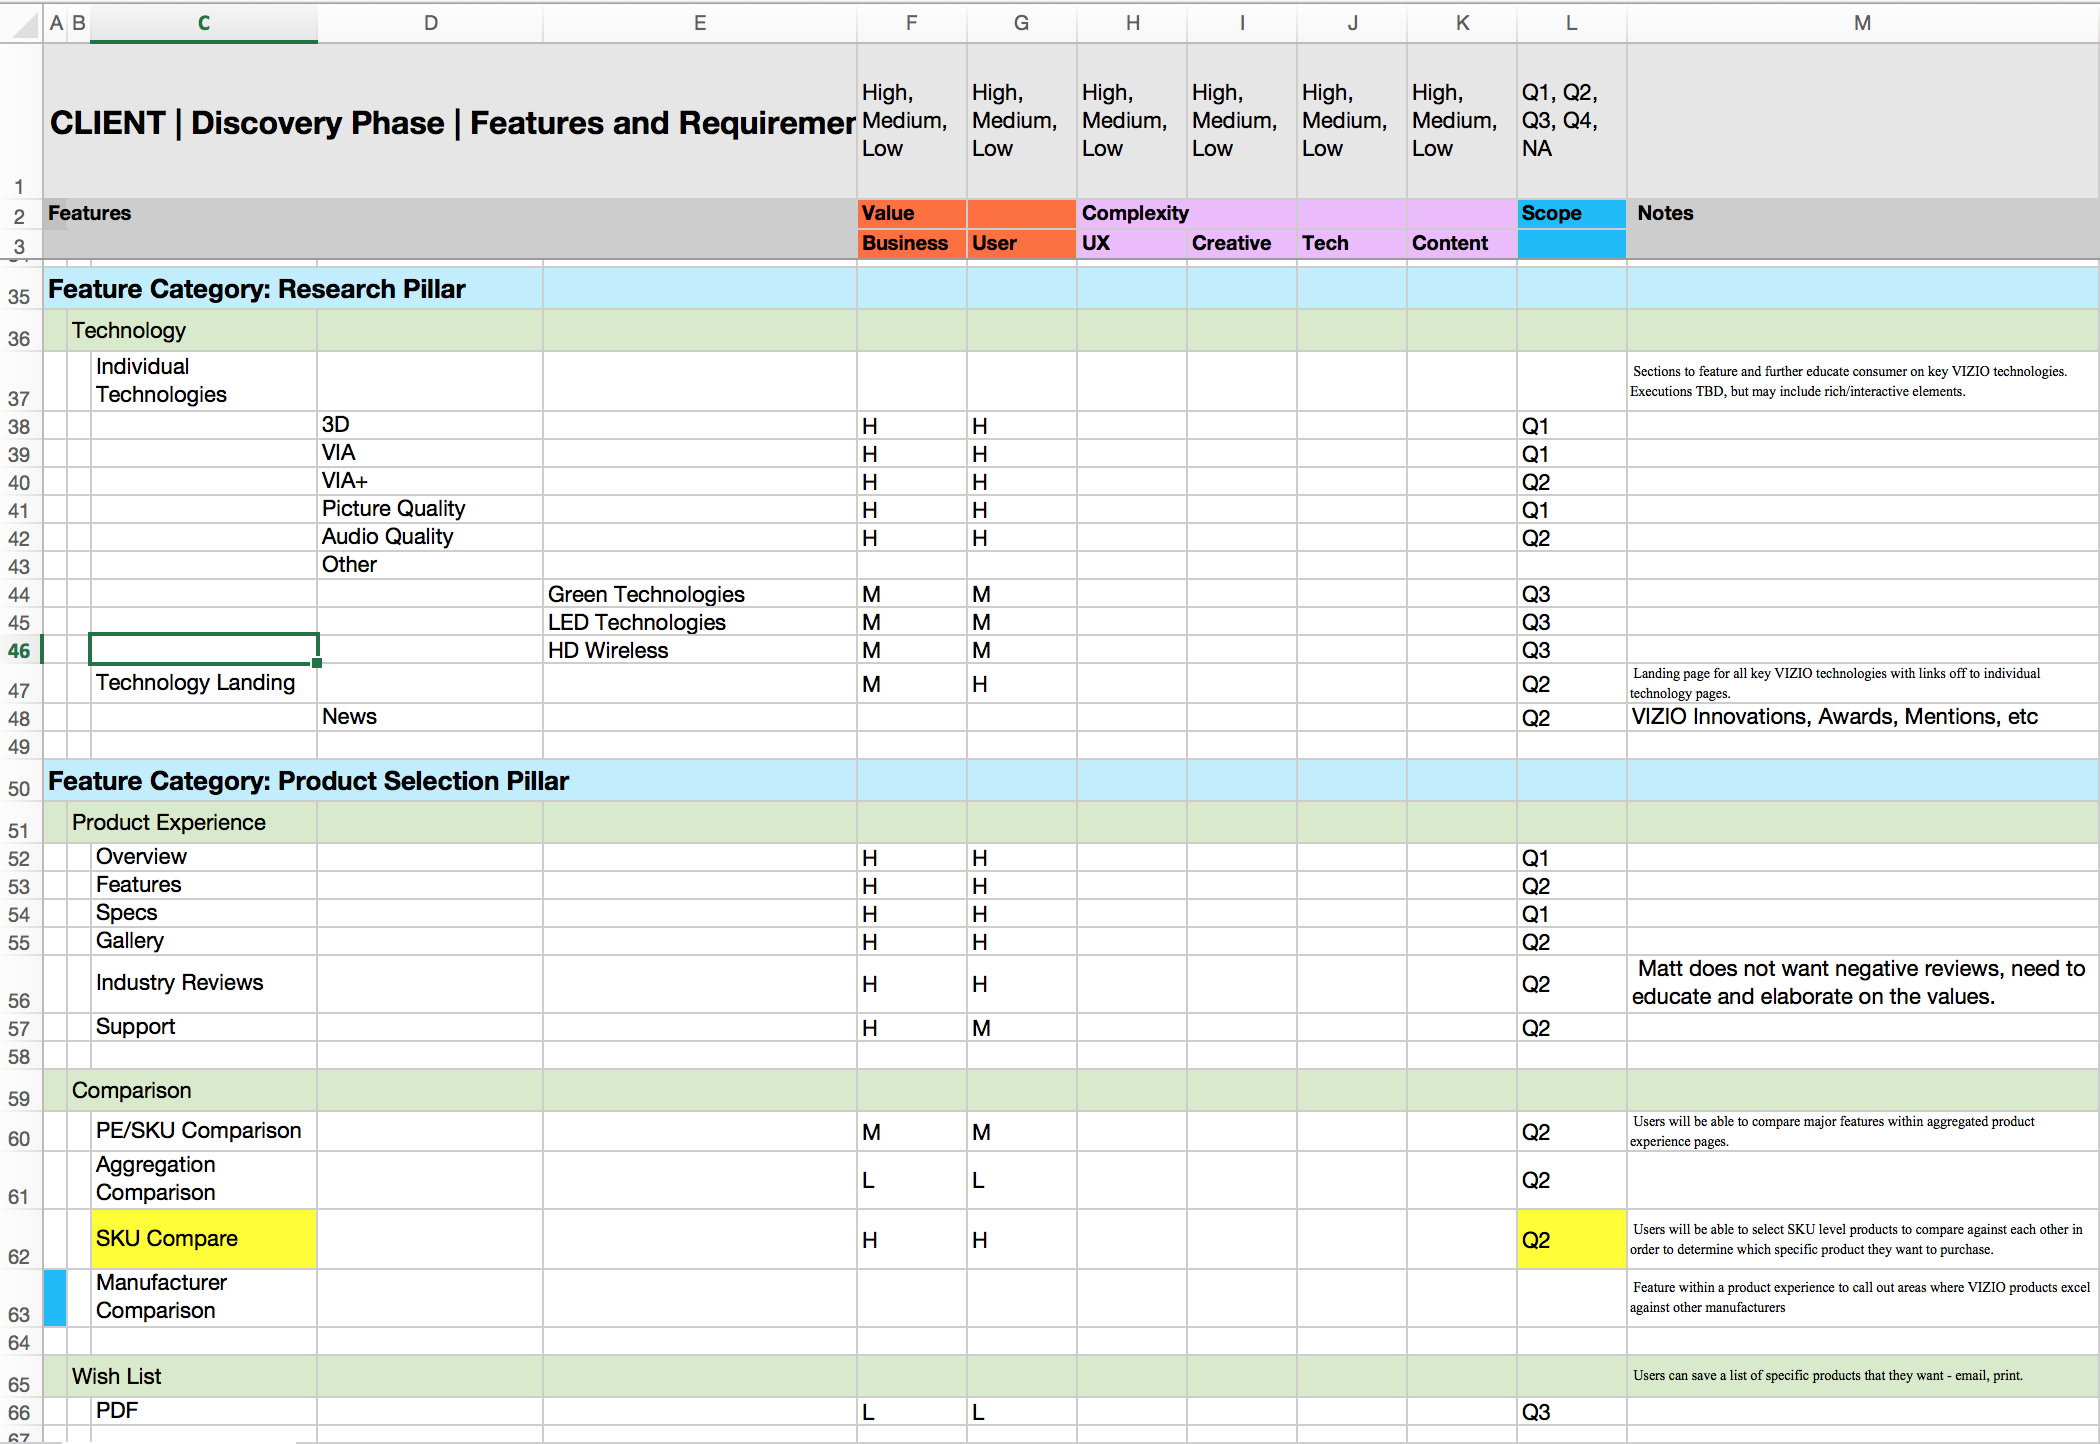 A B C D E F G H I J K L M
1 CLIENT | Discovery Phase | Features and Requiremen High, Medium, Low High, Medium, Low High, Medium, Low High, Medium, Low High, Medium, Low High, Medium, Low Q1, Q2, Q3, Q4, NA
2 Features Value Complexity Scope Notes
3 Business User UX Creative Tech Content
35 Feature Category: Research Pillar
36 Technology
37 Individual Technologies Sections to feature and further educate consumer on key VIZIO technologies. Executions TBD, but may include rich/interactive elements.
38 3D H H Q1
39 VIA H H Q1
40 VIA+ H H Q2
41 Picture Quality H H Q1
42 Audio Quality H H Q2
43 Other
44 Green Technologies M M Q3
45 LED Technologies M M Q3
46 HD Wireless M M Q3
47 Technology Landing M H Q2 Landing page for all key VIZIO technologies with links off to individual technology pages.
48 News Q2 VIZIO Innovations, Awards, Mentions, etc
49
50 Feature Category: Product Selection Pillar
51 Product Experience
52 Overview H H Q1
53 Features H H Q2
54 Specs H H Q1
55 Gallery H H Q2
56 Industry Reviews H H Q2 Matt does not want negative reviews, need to educate and elaborate on the values.
57 Support H M Q2
58
59 Comparison
60 PE/SKU Comparison M M Q2 Users will be able to compare major features within aggregated product experience pages.
61 Aggregation Comparison L L Q2
62 SKU Compare H H Q2 Users will be able to select SKU level products to compare against each other in order to determine which specific product they want to purchase.
63 Manufacturer Comparison Feature within a product experience to call out areas where VIZIO products excel against other manufacturers
64
65 Wish List Users can save a list of specific products that they want - email, print.
66 PDF L L Q3
67